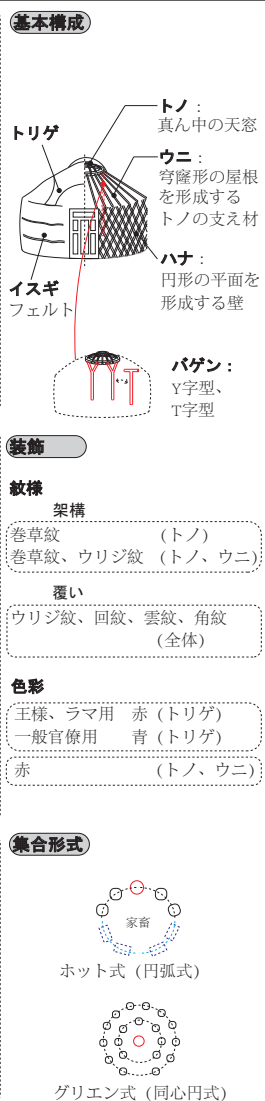 基本構成
トノ：
真ん中の天窓
トリゲ
ウニ：
穹窿形の屋根
を形成する
トノの支え材
ハナ：
円形の平面を
形成する壁
イスギ
フェルト
バゲン：
Y字型、
T字型
装飾
紋様
架構
巻草紋 (トノ)
巻草紋、ウリジ紋 (トノ、ウニ)
覆い
ウリジ紋、回紋、雲紋、角紋
(全体)
色彩
王様、ラマ用 赤 (トリゲ)
一般官僚用 青 (トリゲ)
赤 (トノ、ウニ)
集合形式
家畜
ホット式 (円弧式)
グリエン式 (同心円式)